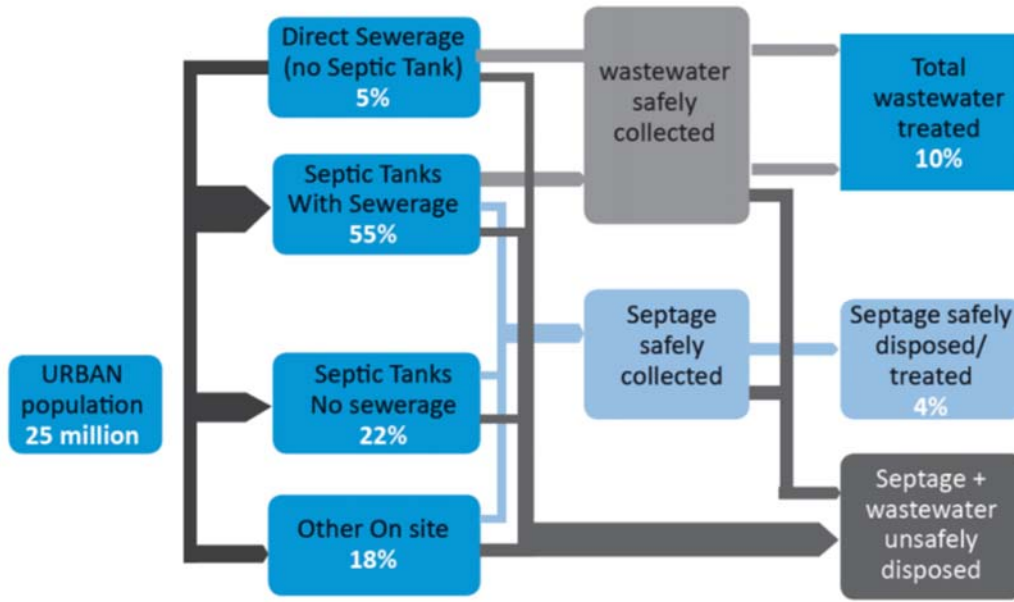 Direct Sewerage
(no Septic Tank)
5%
wastewater
safely
collected
Total
wastewater
treated
10%
Septic Tanks
With Sewerage
55%
URBAN
population
25 million
Septic Tanks
No sewerage
22%
Septage
safely
collected
Septage safely
disposed/
treated
4%
Other On site
18%
Septage +
wastewater
unsafely
disposed